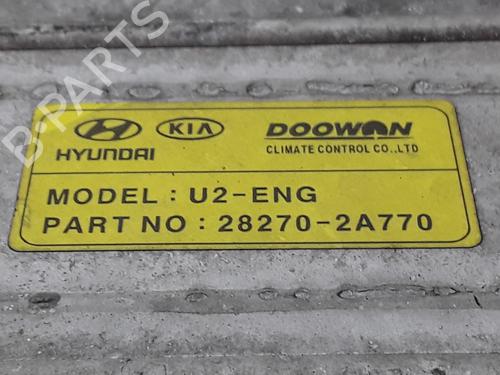 HYUNDAI
KIA
DOOWON
CLIMATE CONTROL CO.,LTD
MODEL : U2-ENG
PART NO : 28270-2A770
B-PARTS